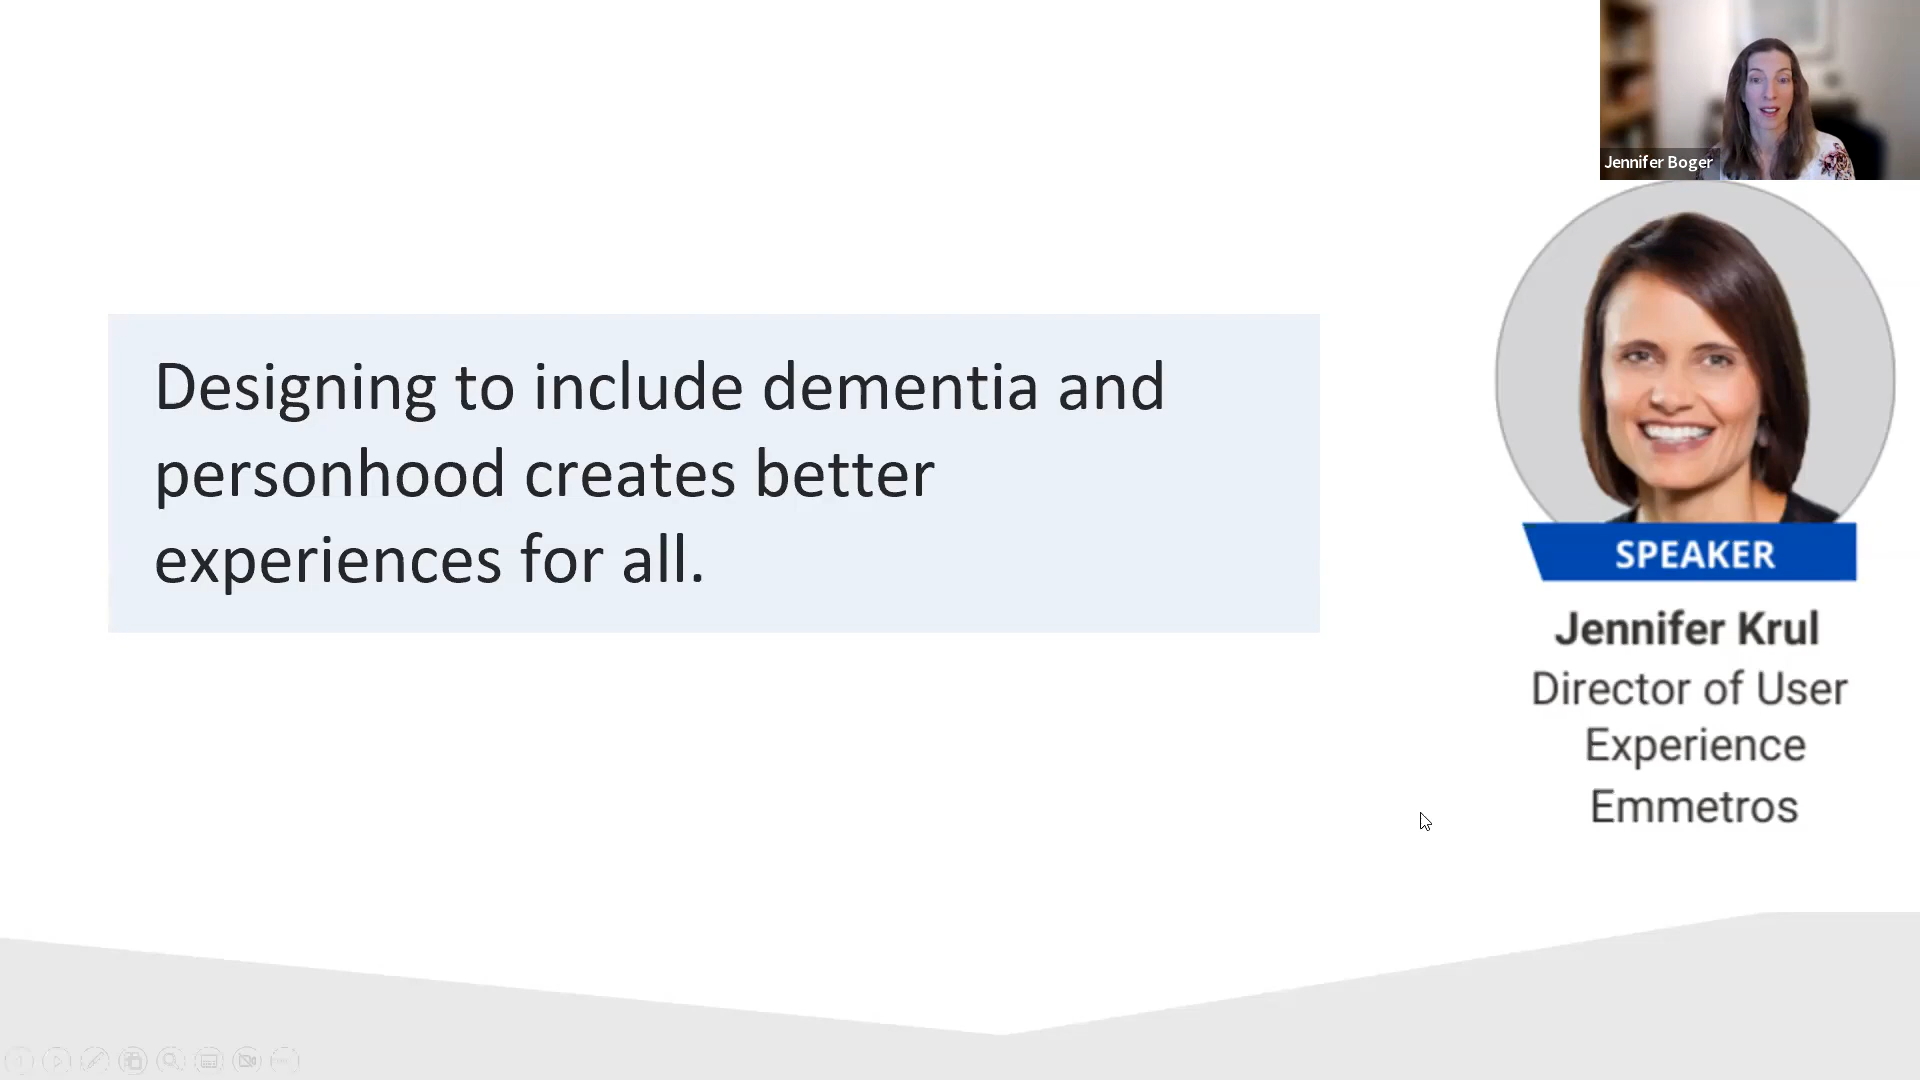 Jennifer Boger
Designing to include dementia and
personhood creates better
experiences for all.
SPEAKER
Jennifer Krul
Director of User
Experience
Emmetros